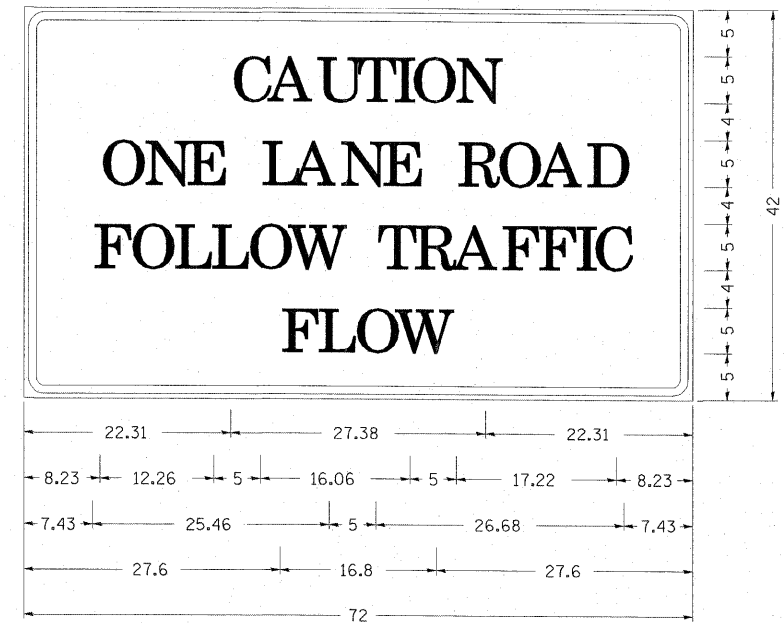 CAUTION
ONE LANE ROAD
FOLLOW TRAFFIC
FLOW
5
5
4
5
4
5
4
5
5
42
22.31 27.38 22.31
8.23 12.26 5 16.06 5 17.22 8.23
7.43 25.46 5 26.68 7.43
27.6 16.8 27.6
72